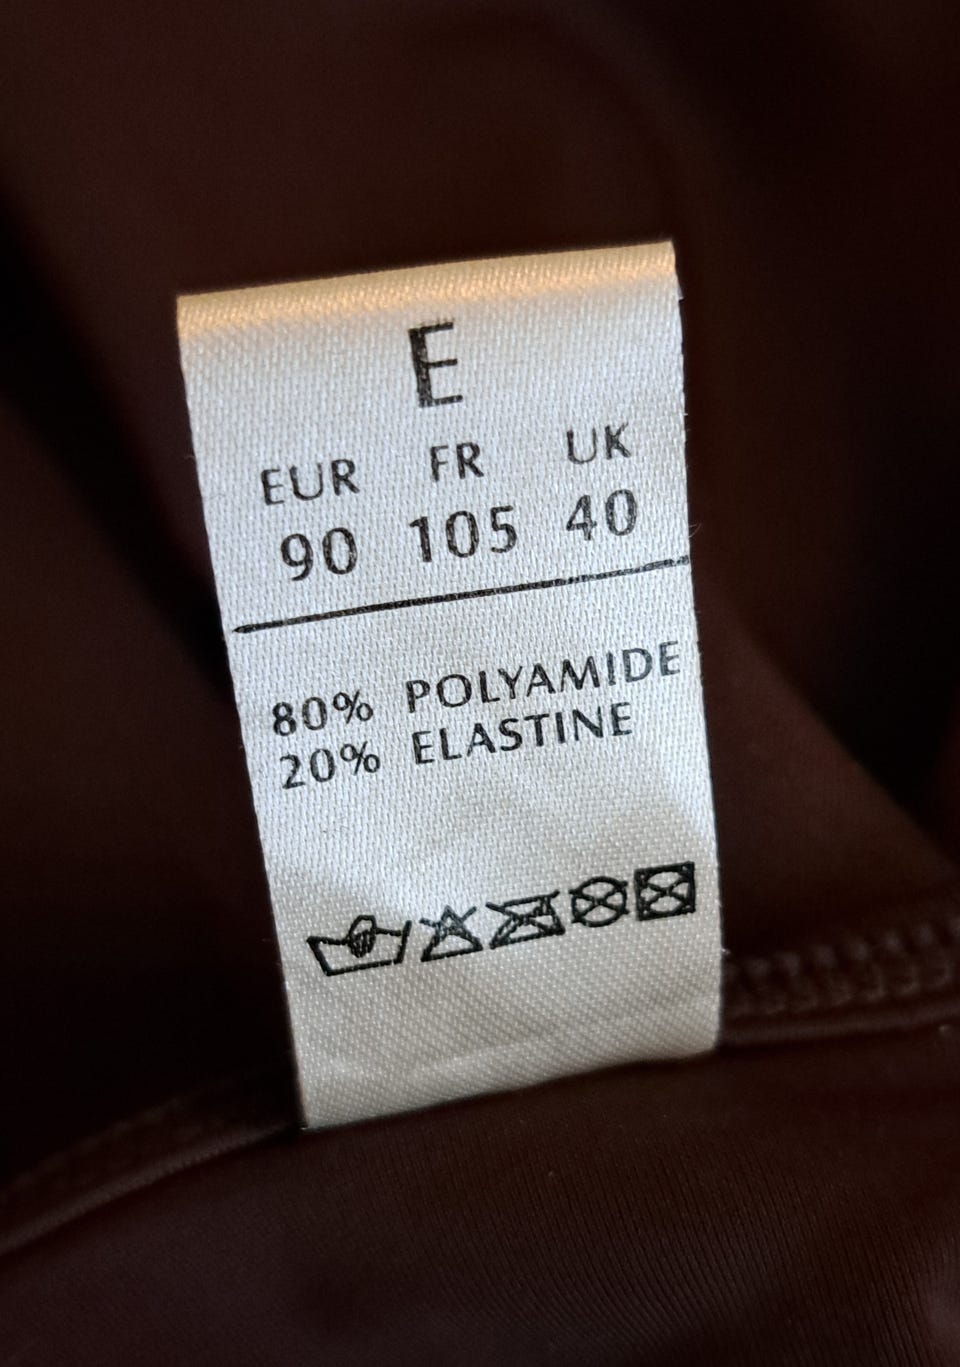 E
EUR FR UK
90 105 40
80% POLYAMIDE
20% ELASTINE